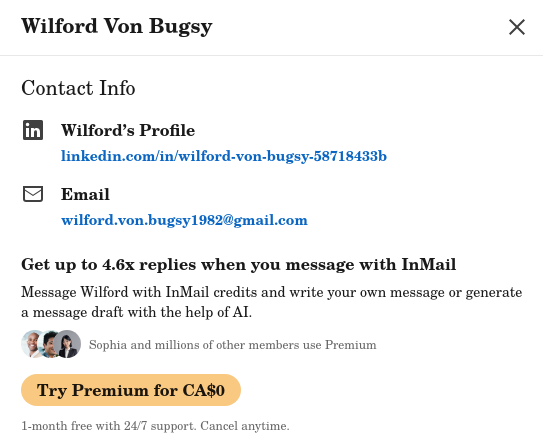 Wilford Von Bugsy
Contact Info
in
Wilford's Profile
linkedin.com/in/wilford-von-bugsy-58718433b
Email
wilford.von.bugsy1982@gmail.com
Get up to 4.6x replies when you message with InMail
Message Wilford with InMail credits and write your own message or generate
a message draft with the help of AI.
Sophia and millions of other members use Premium
Try Premium for CA$0
1-month free with 24/7 support. Cancel anytime.